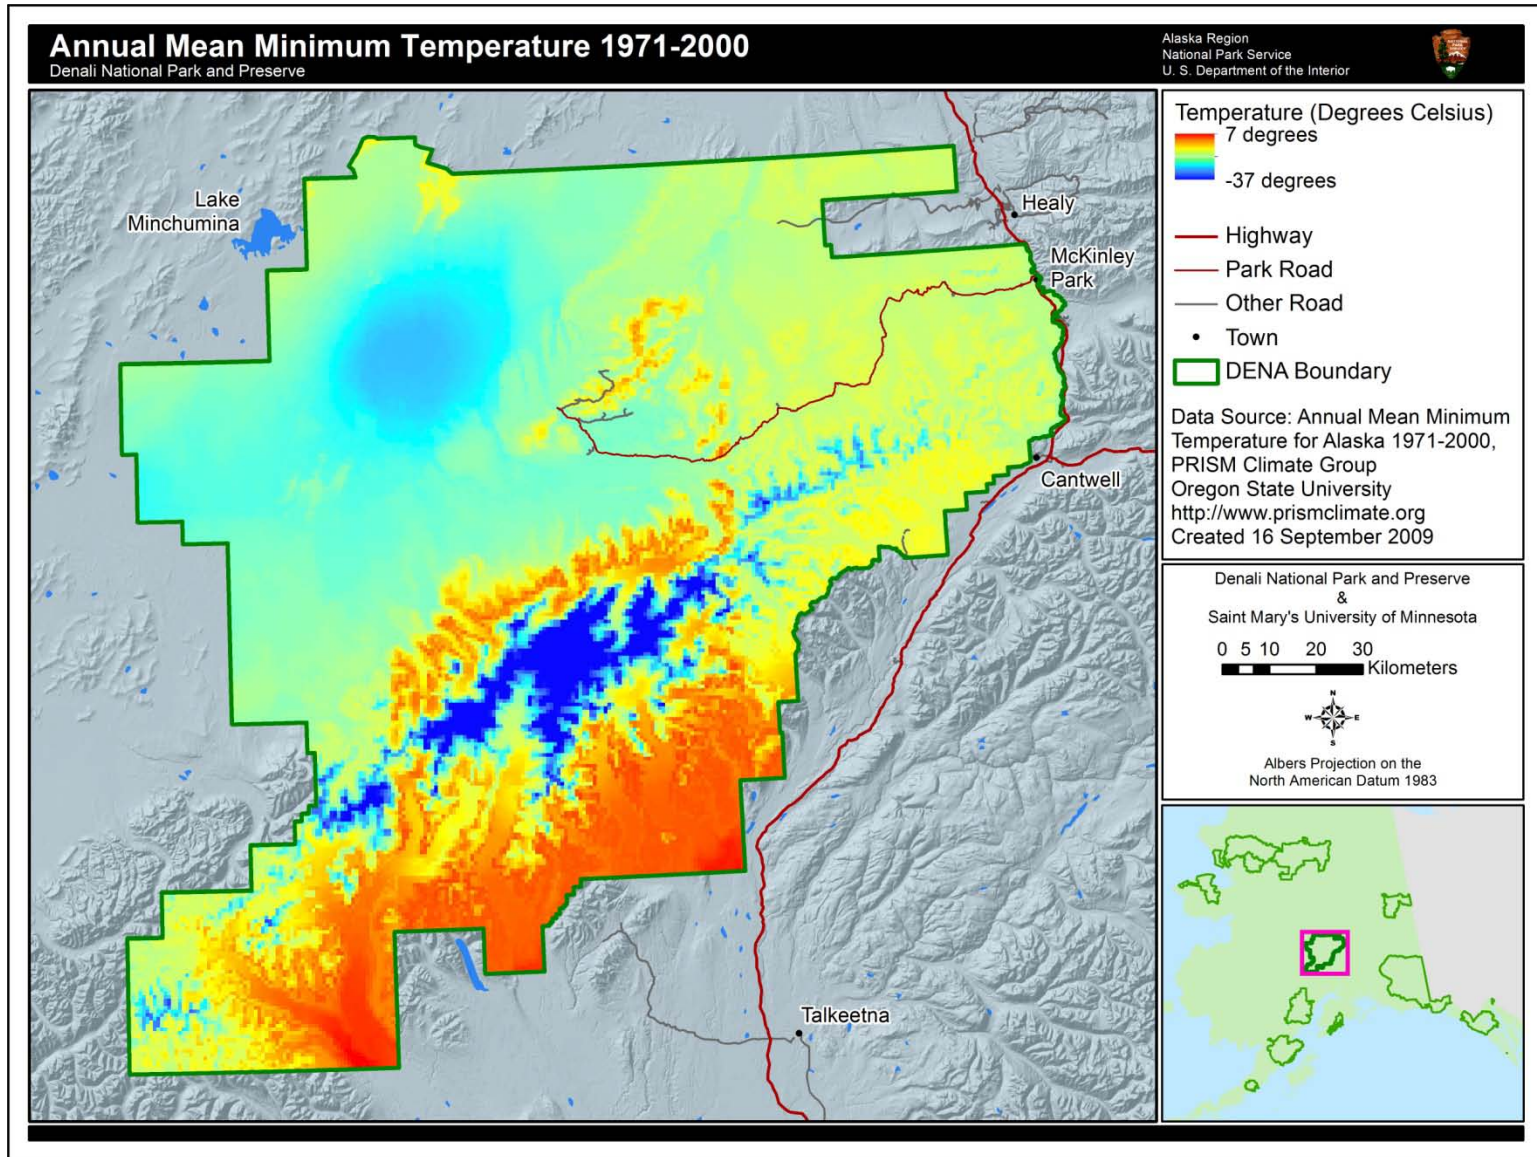 Annual Mean Minimum Temperature 1971-2000
Denali National Park and Preserve
Alaska Region
National Park Service
U. S. Department of the Interior
Temperature (Degrees Celsius)
7 degrees
-37 degrees
Highway
Park Road
Other Road
Town
DENA Boundary
Data Source: Annual Mean Minimum
Temperature for Alaska 1971-2000,
PRISM Climate Group
Oregon State University
http://www.prismclimate.org
Created 16 September 2009
Denali National Park and Preserve
&
Saint Mary's University of Minnesota
0 5 10 20 30
Kilometers
N
W E
S
Albers Projection on the
North American Datum 1983
Lake
Minchumina
Healy
McKinley
Park
Cantwell
Talkeetna